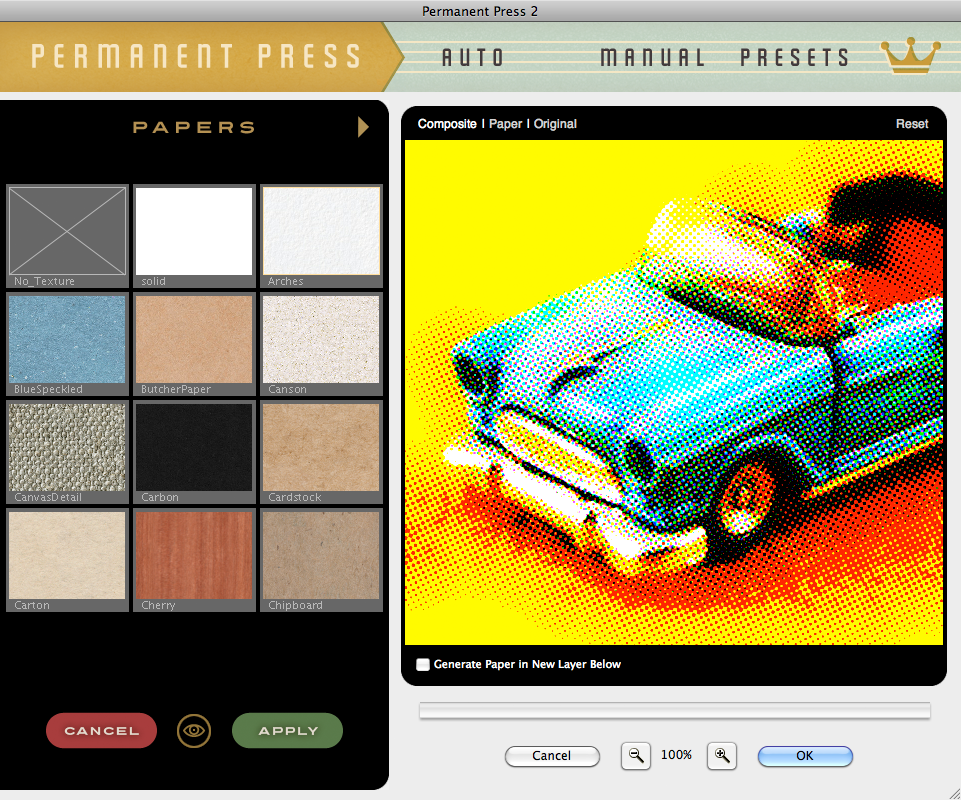 Permanent Press 2
PERMANENT PRESS
AUTO MANUAL PRESETS
PAPERS
Composite | Paper | Original
Reset
No_Texture
solid
Arches
BlueSpeckled
ButcherPaper
Canson
CanvasDetail
Carbon
Cardstock
Carton
Cherry
Chipboard
CANCEL
APPLY
Generate Paper in New Layer Below
Cancel
100%
OK